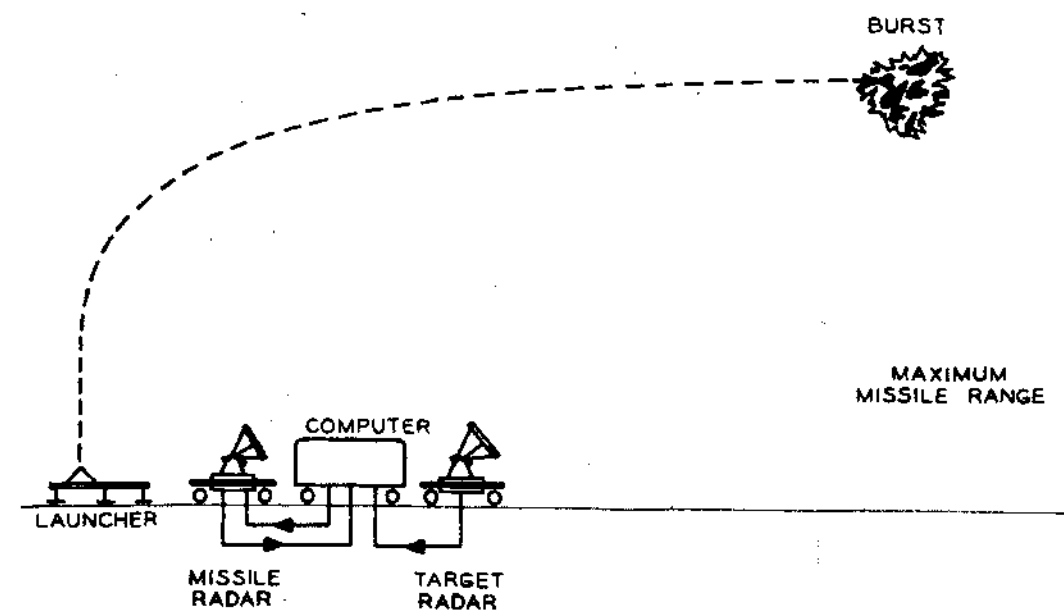 BURST
MAXIMUM
MISSILE RANGE
COMPUTER
LAUNCHER
MISSILE
RADAR
TARGET
RADAR